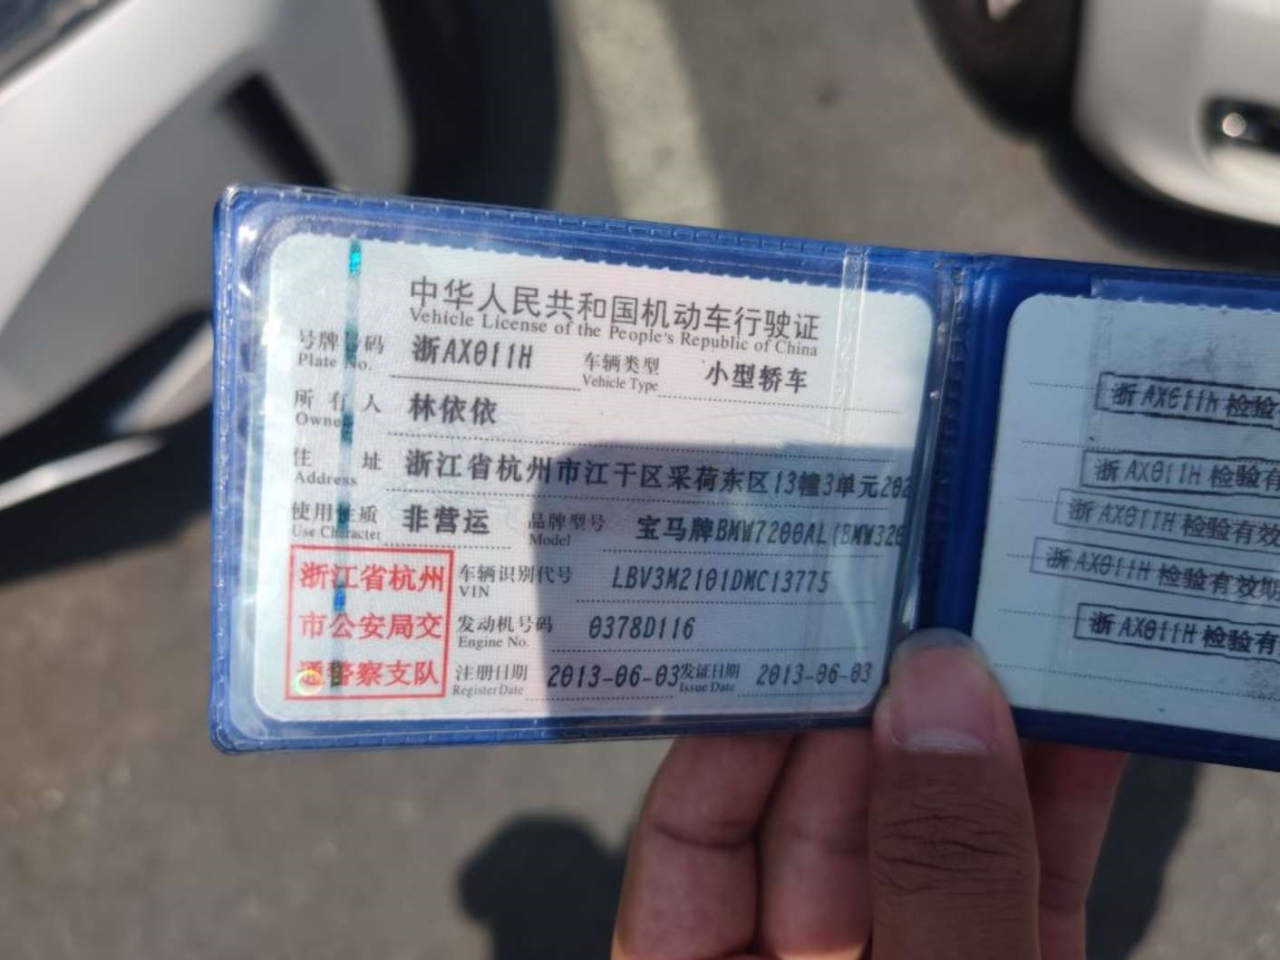 中华人民共和国机动车行驶证
Vehicle License of the People's Republic of China
号牌号码 浙AX011H 车辆类型 小型轿车
Plate No. Vehicle Type
所有人 林依依
Owner
住址 浙江省杭州市江干区采荷东区13幢3单元202
Address
使用性质 非营运 品牌型号 宝马牌BMW7200AL(BMW320
Use Character Model
浙江省杭州
市公安局交
通警察支队
车辆识别代号 LBV3M2101DMC13775
VIN
发动机号码 0378D116
Engine No.
注册日期 2013-06-03 发证日期 2013-06-03
Register Date Issue Date
浙AX011H检验
浙AX011H检验有
浙AX011H检验有效
浙AX011H检验有效期
浙AX011H检验有